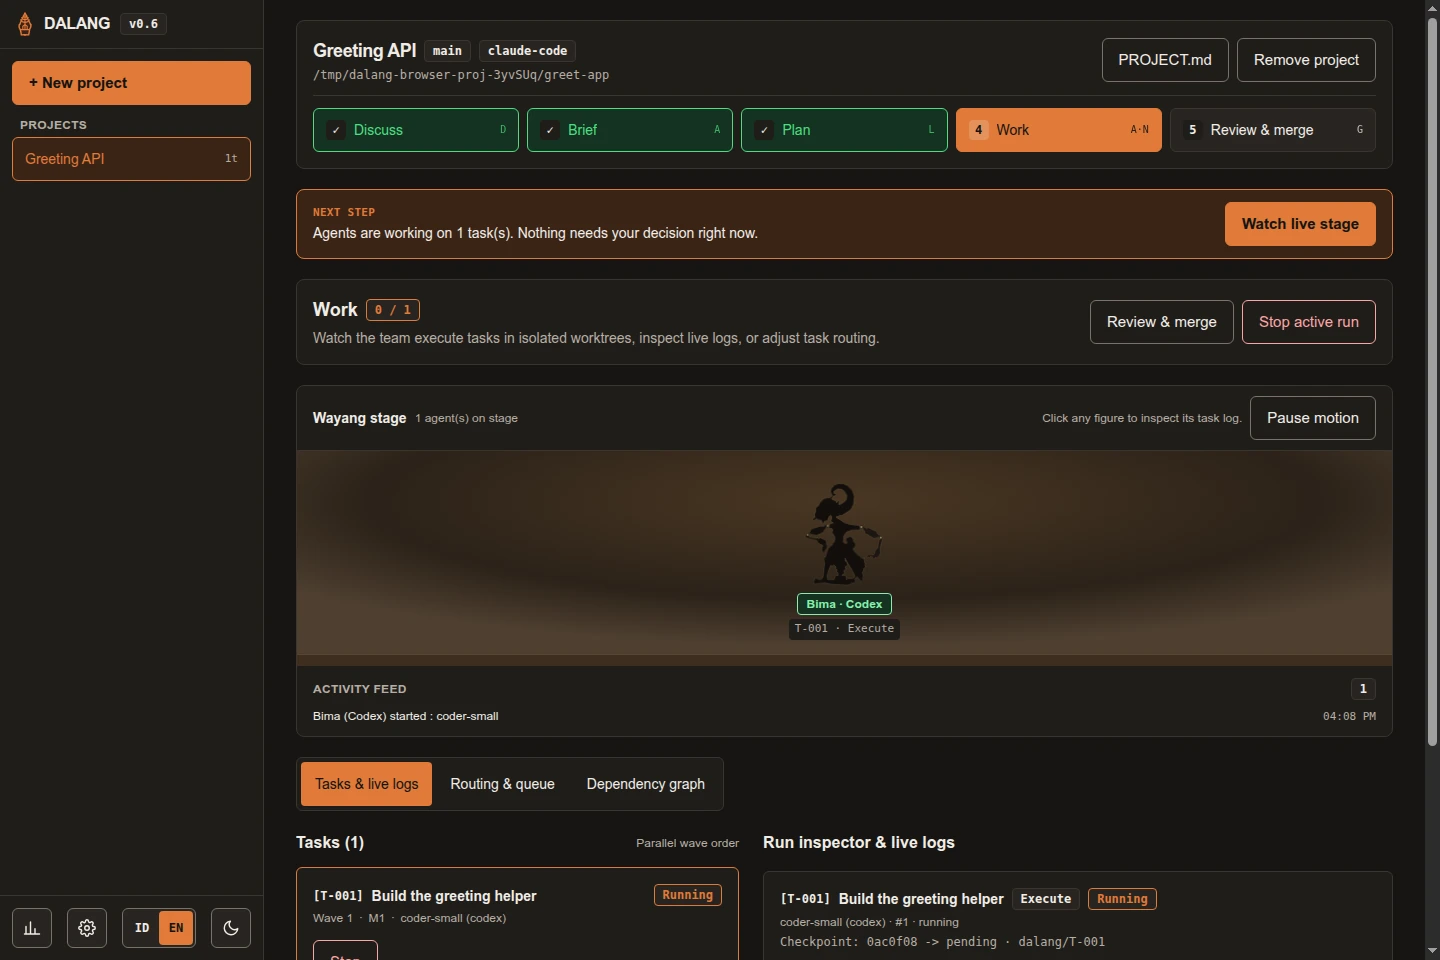 DALANG v0.6
+ New project
PROJECTS
Greeting API 1t
ID EN
Greeting API main claude-code
/tmp/dalang-browser-proj-3yvSUq/greet-app
PROJECT.md Remove project
✓ Discuss D ✓ Brief A ✓ Plan L 4 Work A·N 5 Review & merge G
NEXT STEP
Agents are working on 1 task(s). Nothing needs your decision right now.
Watch live stage
Work 0 / 1
Watch the team execute tasks in isolated worktrees, inspect live logs, or adjust task routing.
Review & merge Stop active run
Wayang stage 1 agent(s) on stage Click any figure to inspect its task log. Pause motion
Bima · Codex
T-001 · Execute
ACTIVITY FEED 1
Bima (Codex) started : coder-small 04:08 PM
Tasks & live logs Routing & queue Dependency graph
Tasks (1) Parallel wave order
[T-001] Build the greeting helper Running
Wave 1 · M1 · coder-small (codex)
Stop
Run inspector & live logs
[T-001] Build the greeting helper Execute Running
coder-small (codex) · #1 · running
Checkpoint: 0ac0f08 -> pending · dalang/T-001